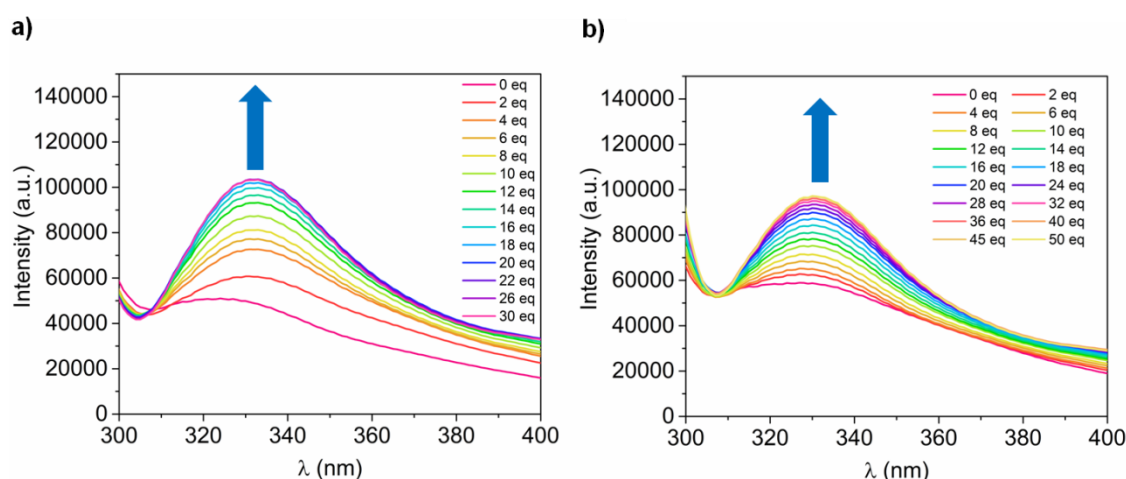 a)
Intensity (a.u.)
140000
120000
100000
80000
60000
40000
20000
0
300 320 340 360 380 400
λ (nm)
0 eq
2 eq
4 eq
6 eq
8 eq
10 eq
12 eq
14 eq
16 eq
18 eq
20 eq
22 eq
26 eq
30 eq
b)
Intensity (a.u.)
140000
120000
100000
80000
60000
40000
20000
0
300 320 340 360 380 400
λ (nm)
0 eq 2 eq
4 eq 6 eq
8 eq 10 eq
12 eq 14 eq
16 eq 18 eq
20 eq 24 eq
28 eq 32 eq
36 eq 40 eq
45 eq 50 eq